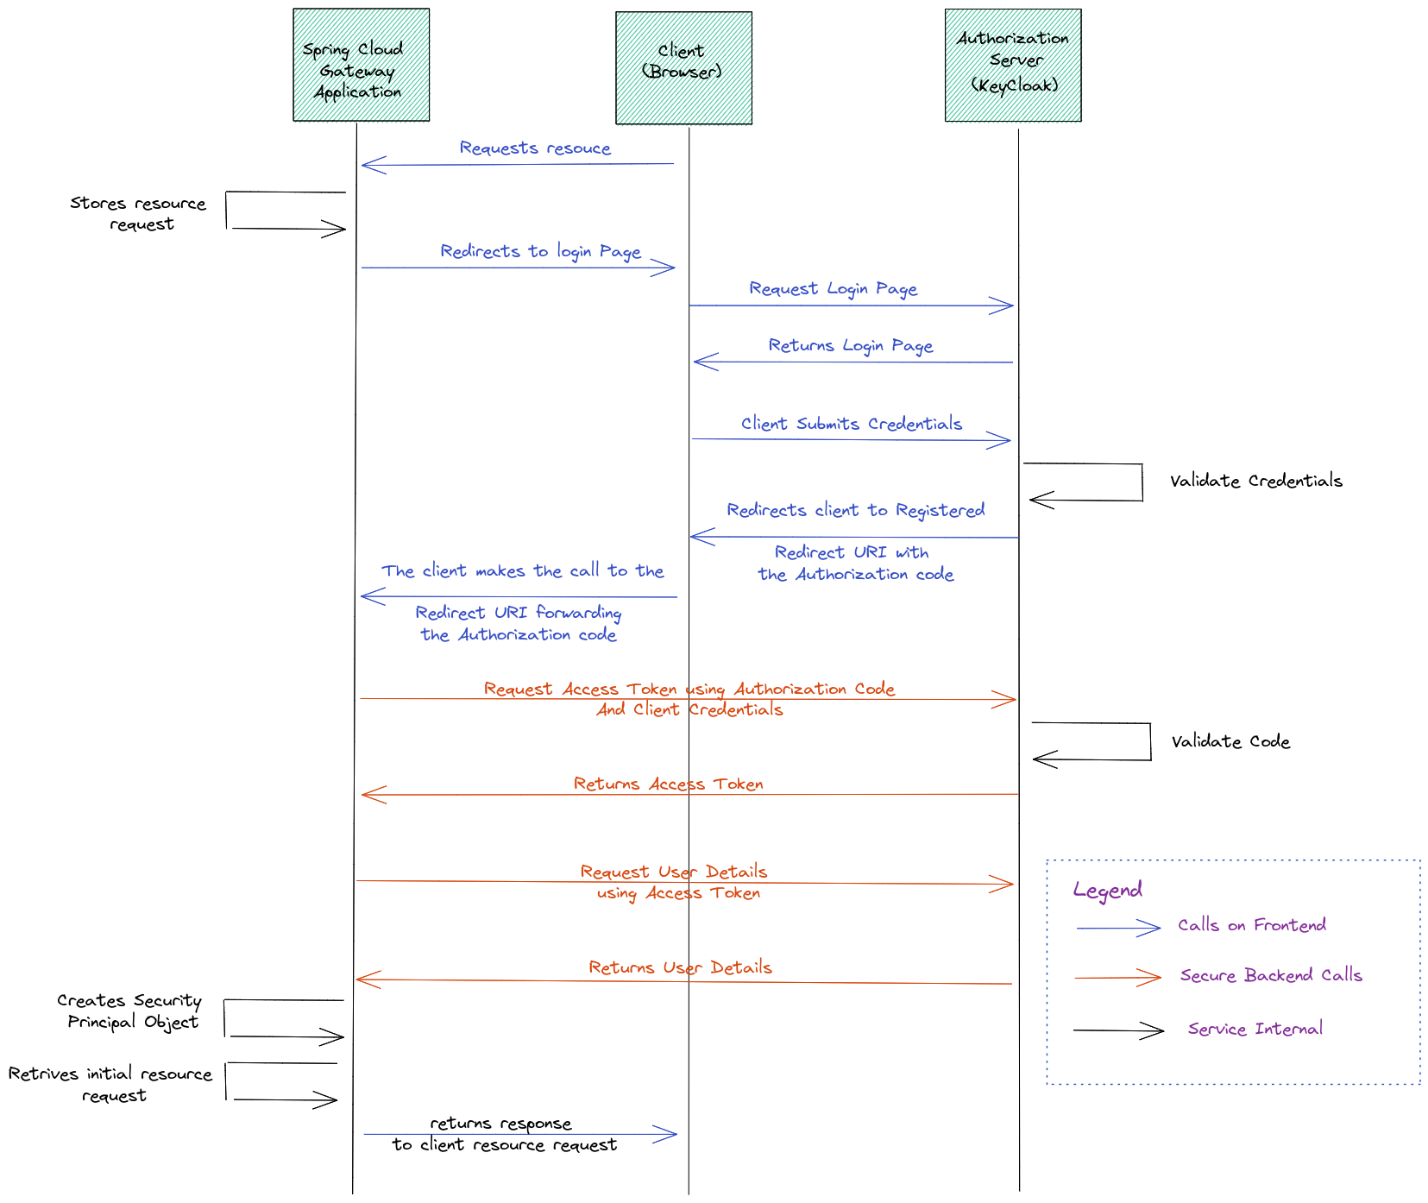 Spring Cloud
Gateway
Application
Client
(Browser)
Authorization
Server
(KeyCloak)
Requests resouce
Stores resource
request
Redirects to login Page
Request Login Page
Returns Login Page
Client Submits Credentials
Validate Credentials
Redirects client to Registered
Redirect URI with
the Authorization code
The client makes the call to the
Redirect URI forwarding
the Authorization code
Request Access Token using Authorization Code
And Client Credentials
Validate Code
Returns Access Token
Request User Details
using Access Token
Returns User Details
Creates Security
Principal Object
Retrives initial resource
request
returns response
to client resource request
Legend
Calls on Frontend
Secure Backend Calls
Service Internal